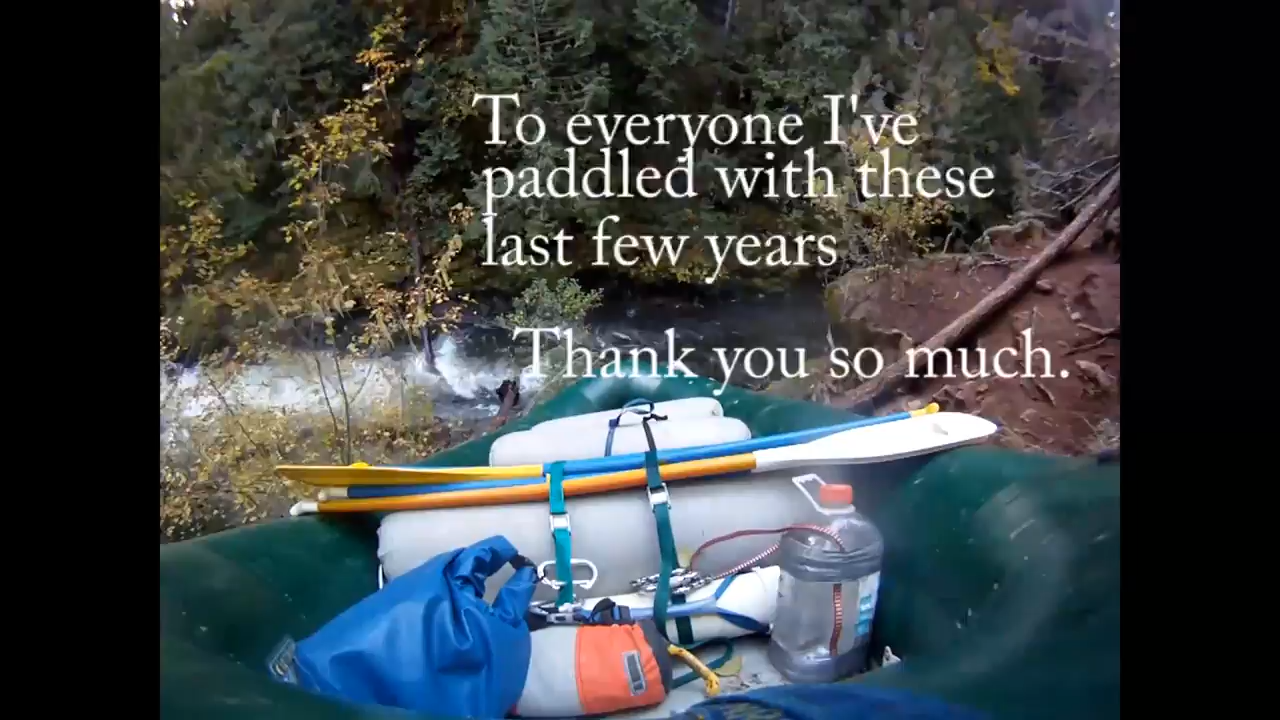 To everyone I've
paddled with these
last few years
Thank you so much.